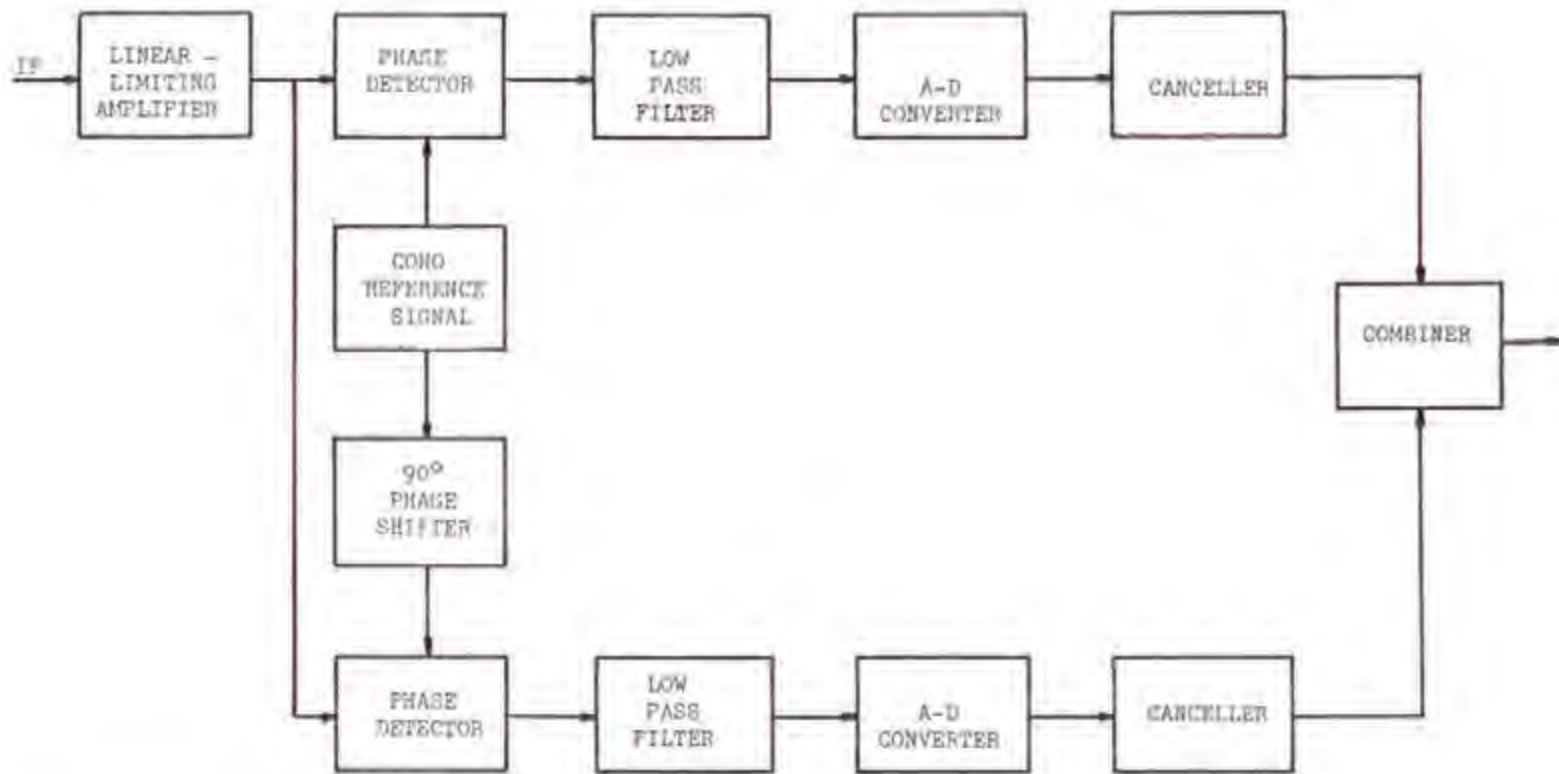 IF
LINEAR -
LIMITING
AMPLIFIER
PHASE
DETECTOR
LOW
PASS
FILTER
A-D
CONVERTER
CANCELLER
COHO
REFERENCE
SIGNAL
COMBINER
90°
PHASE
SHIFTER
PHASE
DETECTOR
LOW
PASS
FILTER
A-D
CONVERTER
CANCELLER